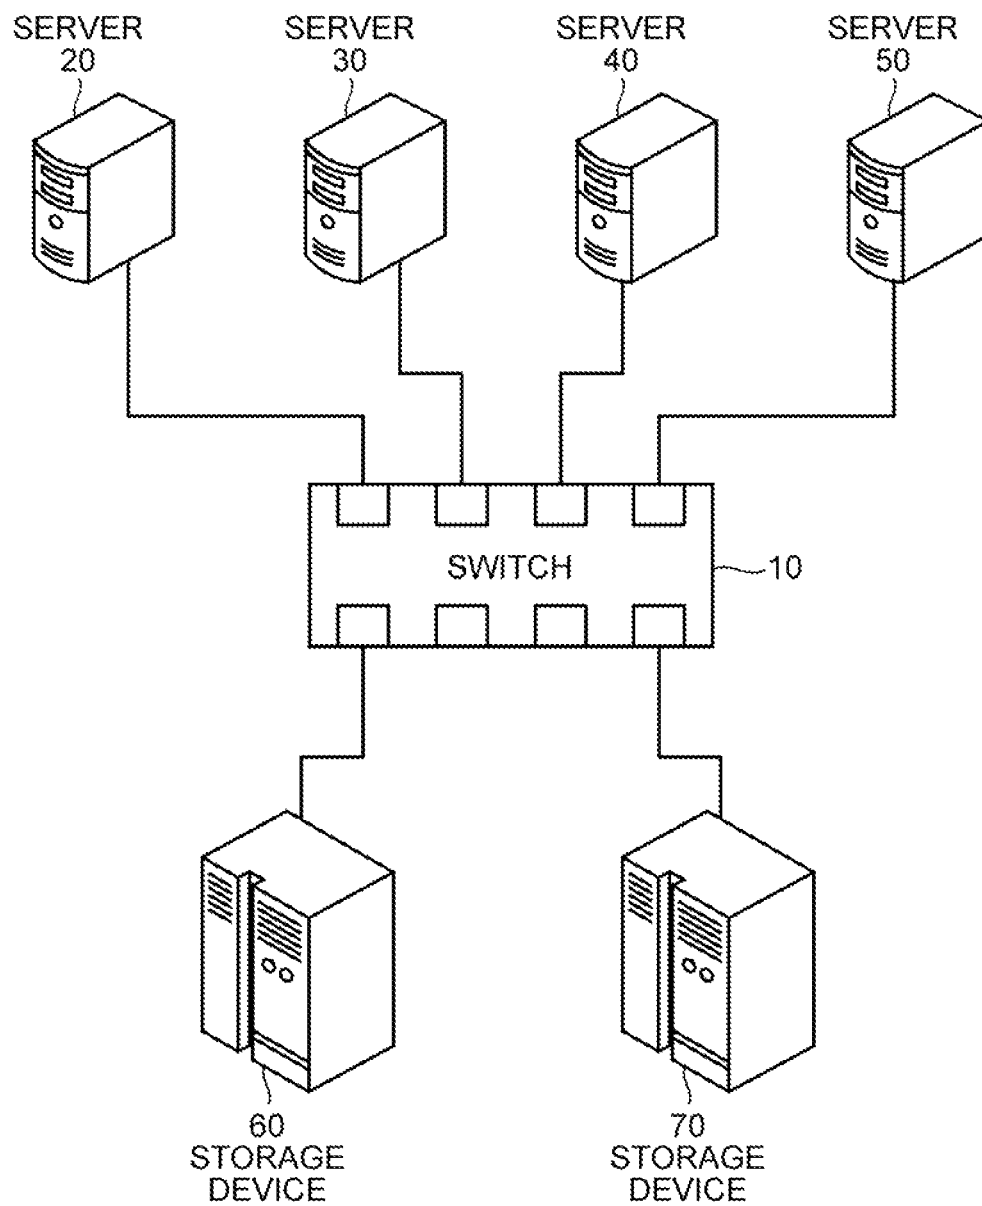 SERVER
20
SERVER
30
SERVER
40
SERVER
50
SWITCH
10
60
STORAGE
DEVICE
70
STORAGE
DEVICE